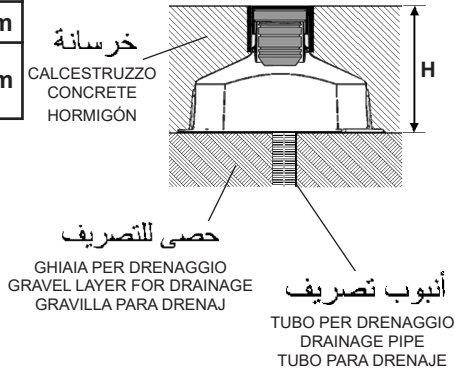 m
m
خرسانة
CALCESTRUZZO
CONCRETE
HORMIGÓN
H
حصى للتصريف
GHIAIA PER DRENAGGIO
GRAVEL LAYER FOR DRAINAGE
GRAVILLA PARA DRENAJ
أنبوب تصريف
TUBO PER DRENAGGIO
DRAINAGE PIPE
TUBO PARA DRENAJE